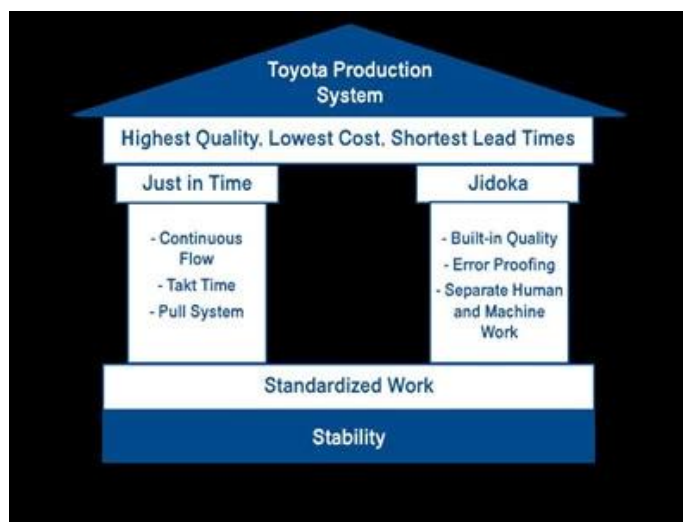 Toyota Production
System
Highest Quality, Lowest Cost, Shortest Lead Times
Just in Time
- Continuous
Flow
- Takt Time
- Pull System
Jidoka
- Built-in Quality
- Error Proofing
- Separate Human
and Machine
Work
Standardized Work
Stability